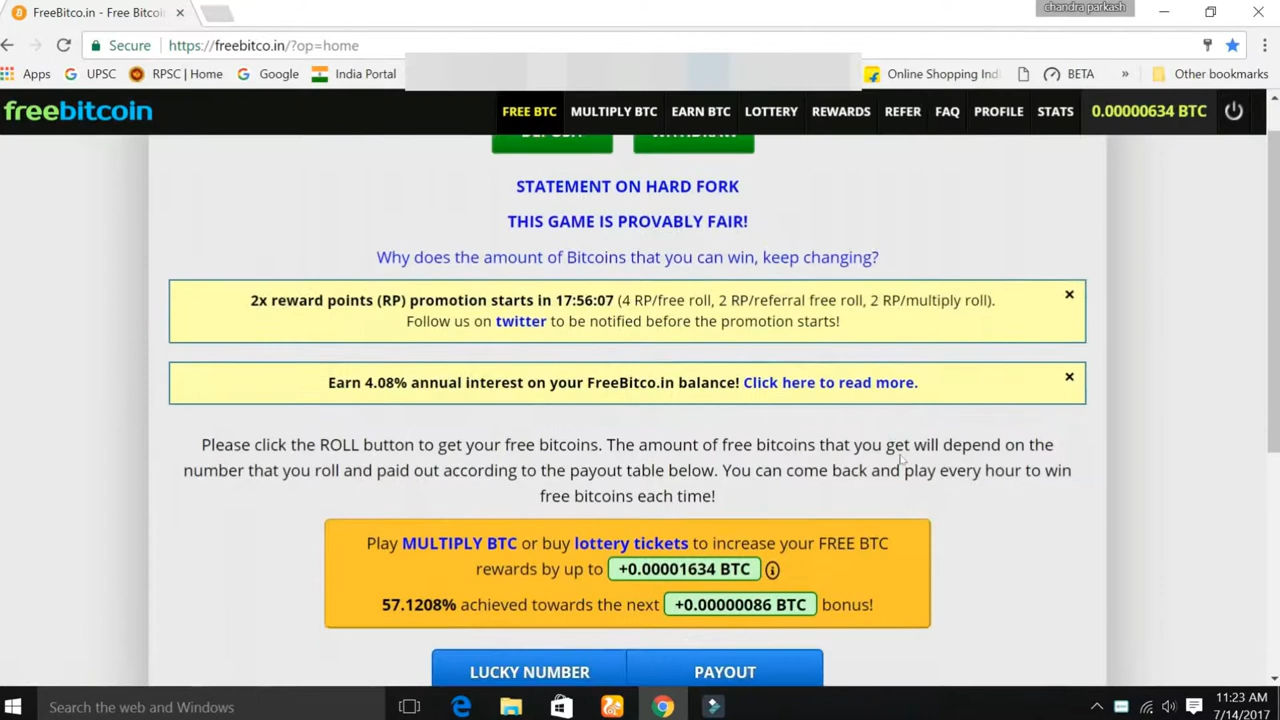 FreeBitco.in - Free Bitcoi
chandra parkash
Secure https://freebitco.in/?op=home
Apps UPSC RPSC | Home Google India Portal Online Shopping Indi BETA » Other bookmarks
freebitcoin FREE BTC MULTIPLY BTC EARN BTC LOTTERY REWARDS REFER FAQ PROFILE STATS 0.00000634 BTC
DEPOSIT WITHDRAW
STATEMENT ON HARD FORK
THIS GAME IS PROVABLY FAIR!
Why does the amount of Bitcoins that you can win, keep changing?
2x reward points (RP) promotion starts in 17:56:07 (4 RP/free roll, 2 RP/referral free roll, 2 RP/multiply roll).
Follow us on twitter to be notified before the promotion starts!
Earn 4.08% annual interest on your FreeBitco.in balance! Click here to read more.
Please click the ROLL button to get your free bitcoins. The amount of free bitcoins that you get will depend on the
number that you roll and paid out according to the payout table below. You can come back and play every hour to win
free bitcoins each time!
Play MULTIPLY BTC or buy lottery tickets to increase your FREE BTC
rewards by up to +0.00001634 BTC
57.1208% achieved towards the next +0.00000086 BTC bonus!
LUCKY NUMBER PAYOUT
Search the web and Windows
11:23 AM
7/14/2017